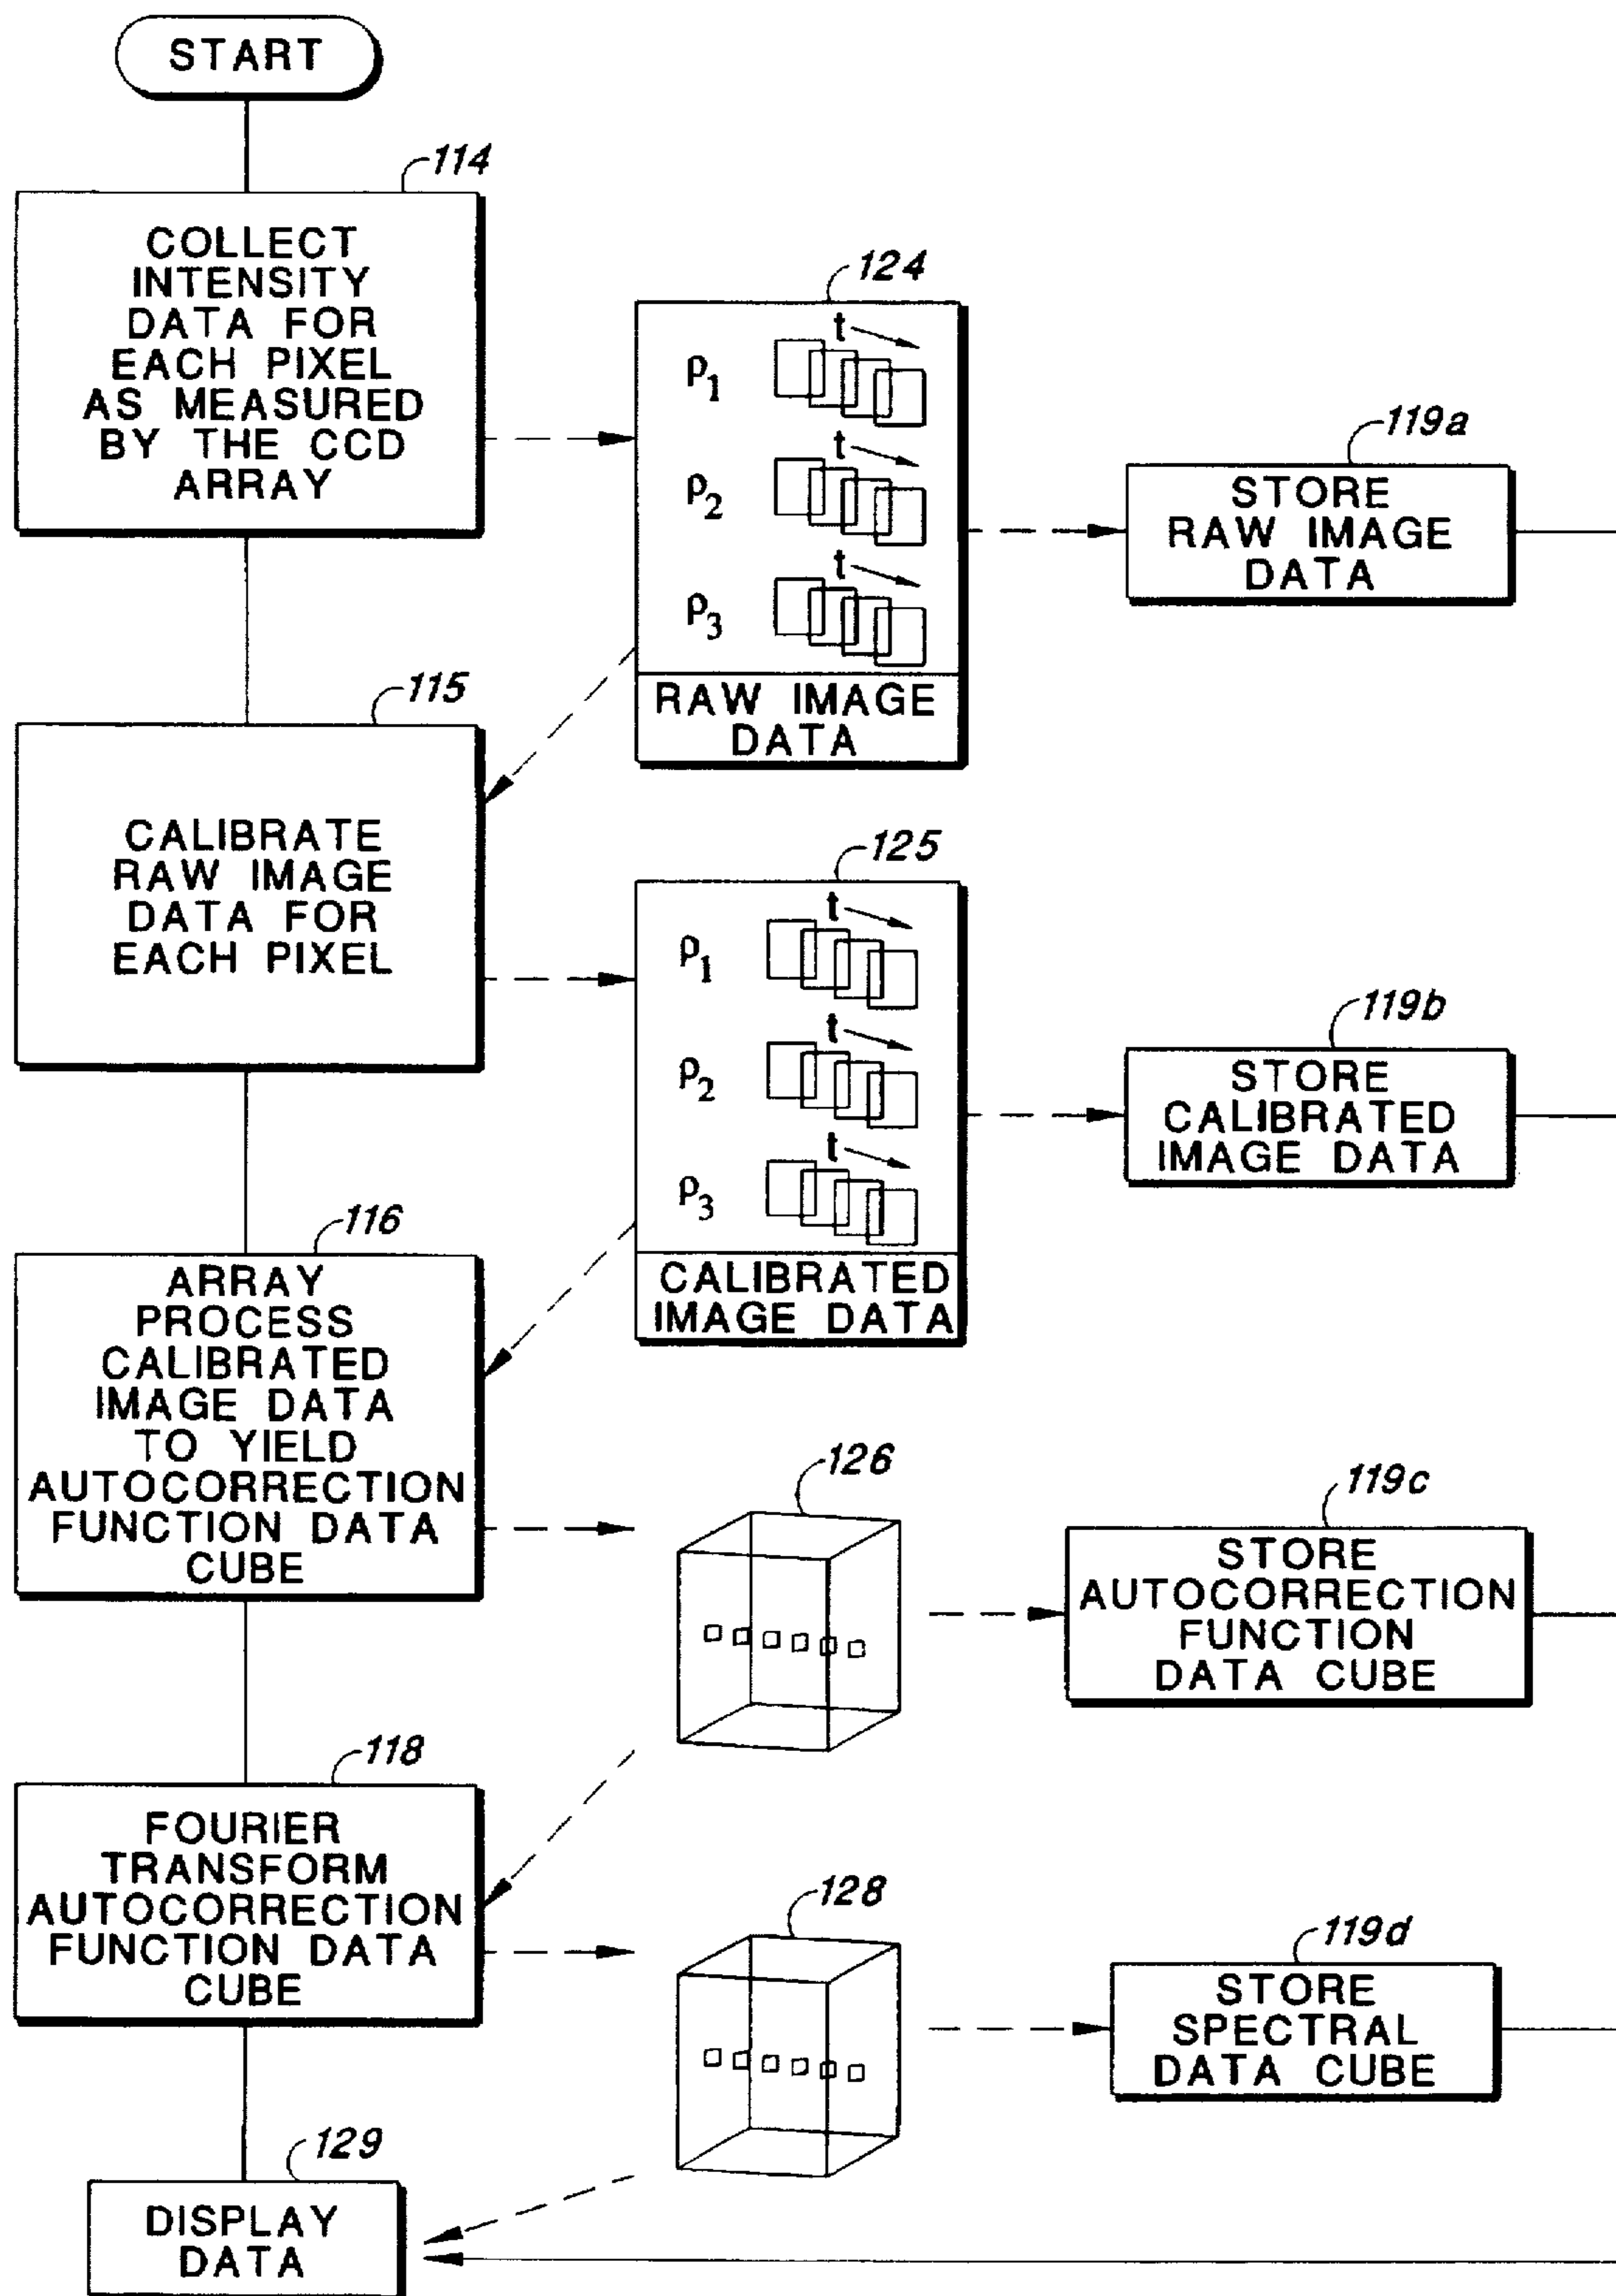 START
114
COLLECT
INTENSITY
DATA FOR
EACH PIXEL
AS MEASURED
BY THE CCD
ARRAY
124
t
ρ1
t
ρ2
t
ρ3
RAW IMAGE
DATA
119a
STORE
RAW IMAGE
DATA
115
CALIBRATE
RAW IMAGE
DATA FOR
EACH PIXEL
125
t
ρ1
t
ρ2
t
ρ3
CALIBRATED
IMAGE DATA
119b
STORE
CALIBRATED
IMAGE DATA
116
ARRAY
PROCESS
CALIBRATED
IMAGE DATA
TO YIELD
AUTOCORRECTION
FUNCTION DATA
CUBE
126
119c
STORE
AUTOCORRECTION
FUNCTION
DATA CUBE
118
FOURIER
TRANSFORM
AUTOCORRECTION
FUNCTION DATA
CUBE
128
119d
STORE
SPECTRAL
DATA CUBE
129
DISPLAY
DATA